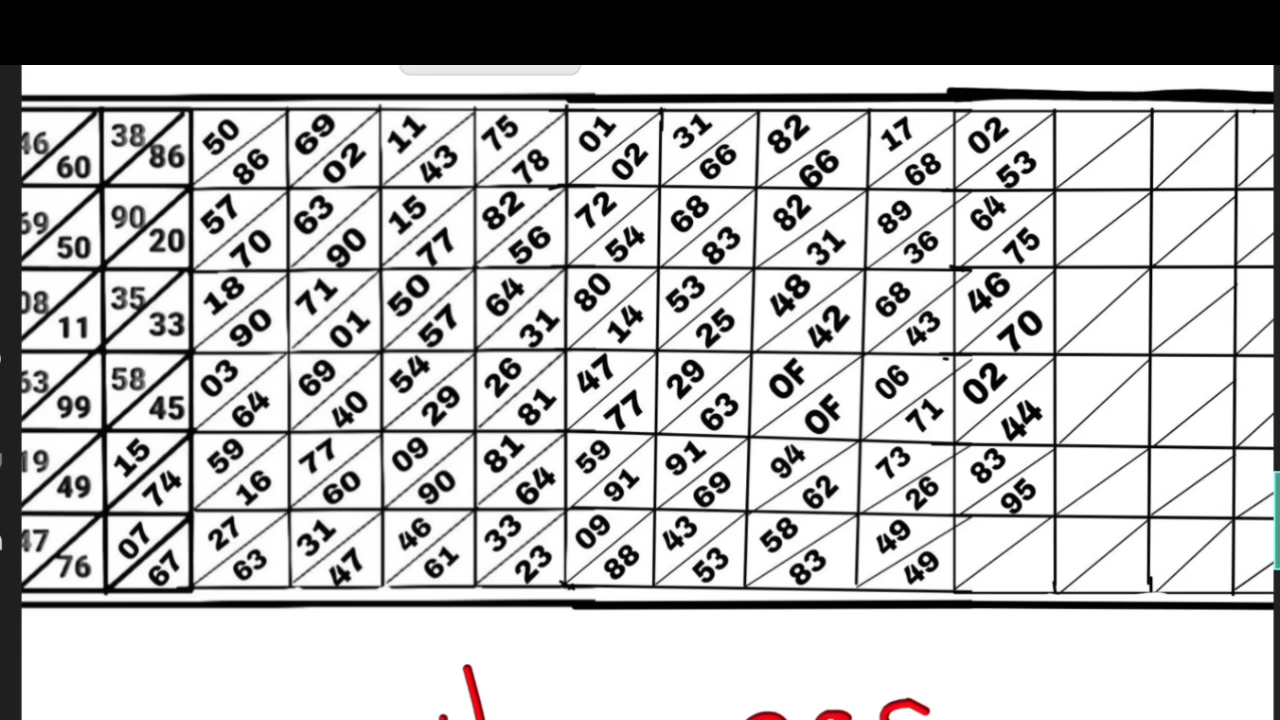 46 60 38 86 50 86 69 02 11 43 75 78 01 02 31 66 82 66 17 68 02 53
69 50 90 20 57 70 63 90 15 77 82 56 72 54 68 83 82 31 89 36 64 75
08 11 35 33 18 90 71 01 50 57 64 31 80 14 53 25 48 42 68 43 46 70
63 99 58 45 03 64 69 40 54 29 26 81 47 77 29 63 0F 0F 06 71 02 44
19 49 15 74 59 16 77 60 09 90 81 64 59 91 91 69 94 62 73 26 83 95
47 76 07 67 27 63 31 47 46 61 33 23 09 88 43 53 58 83 49 49